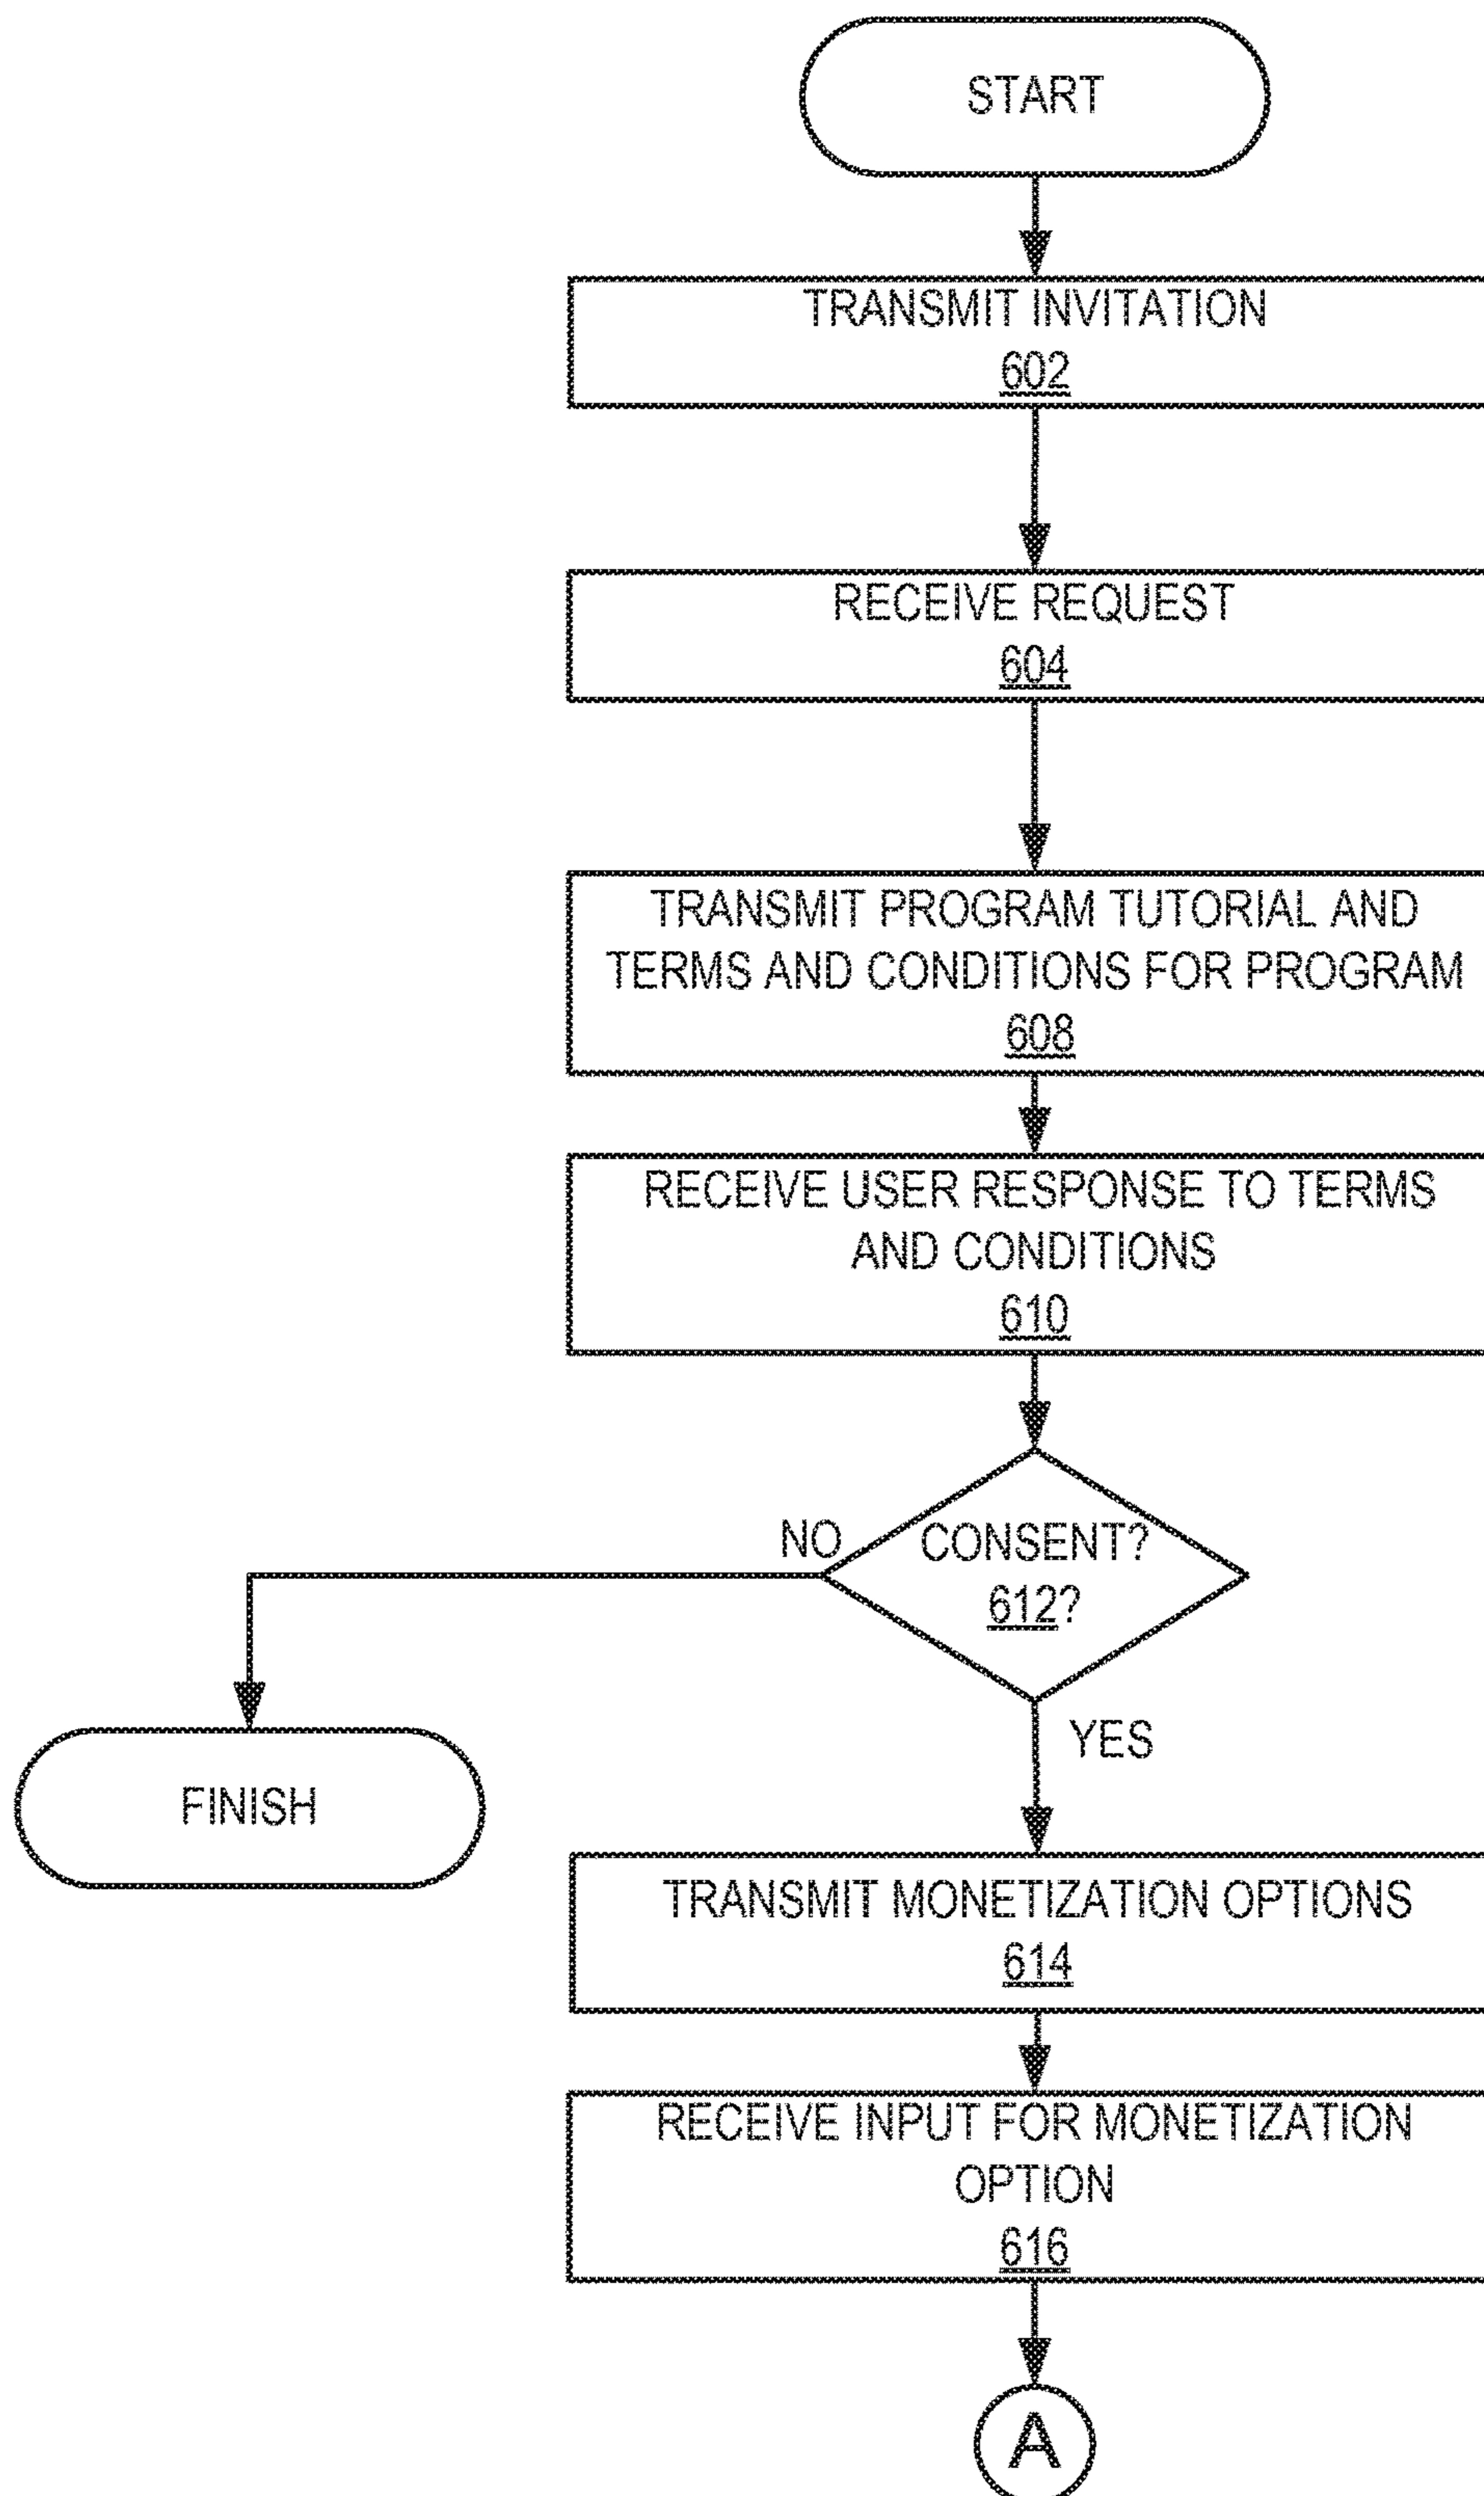 START
TRANSMIT INVITATION
602
RECEIVE REQUEST
604
TRANSMIT PROGRAM TUTORIAL AND
TERMS AND CONDITIONS FOR PROGRAM
608
RECEIVE USER RESPONSE TO TERMS
AND CONDITIONS
610
NO
CONSENT?
612?
YES
FINISH
TRANSMIT MONETIZATION OPTIONS
614
RECEIVE INPUT FOR MONETIZATION
OPTION
616
A